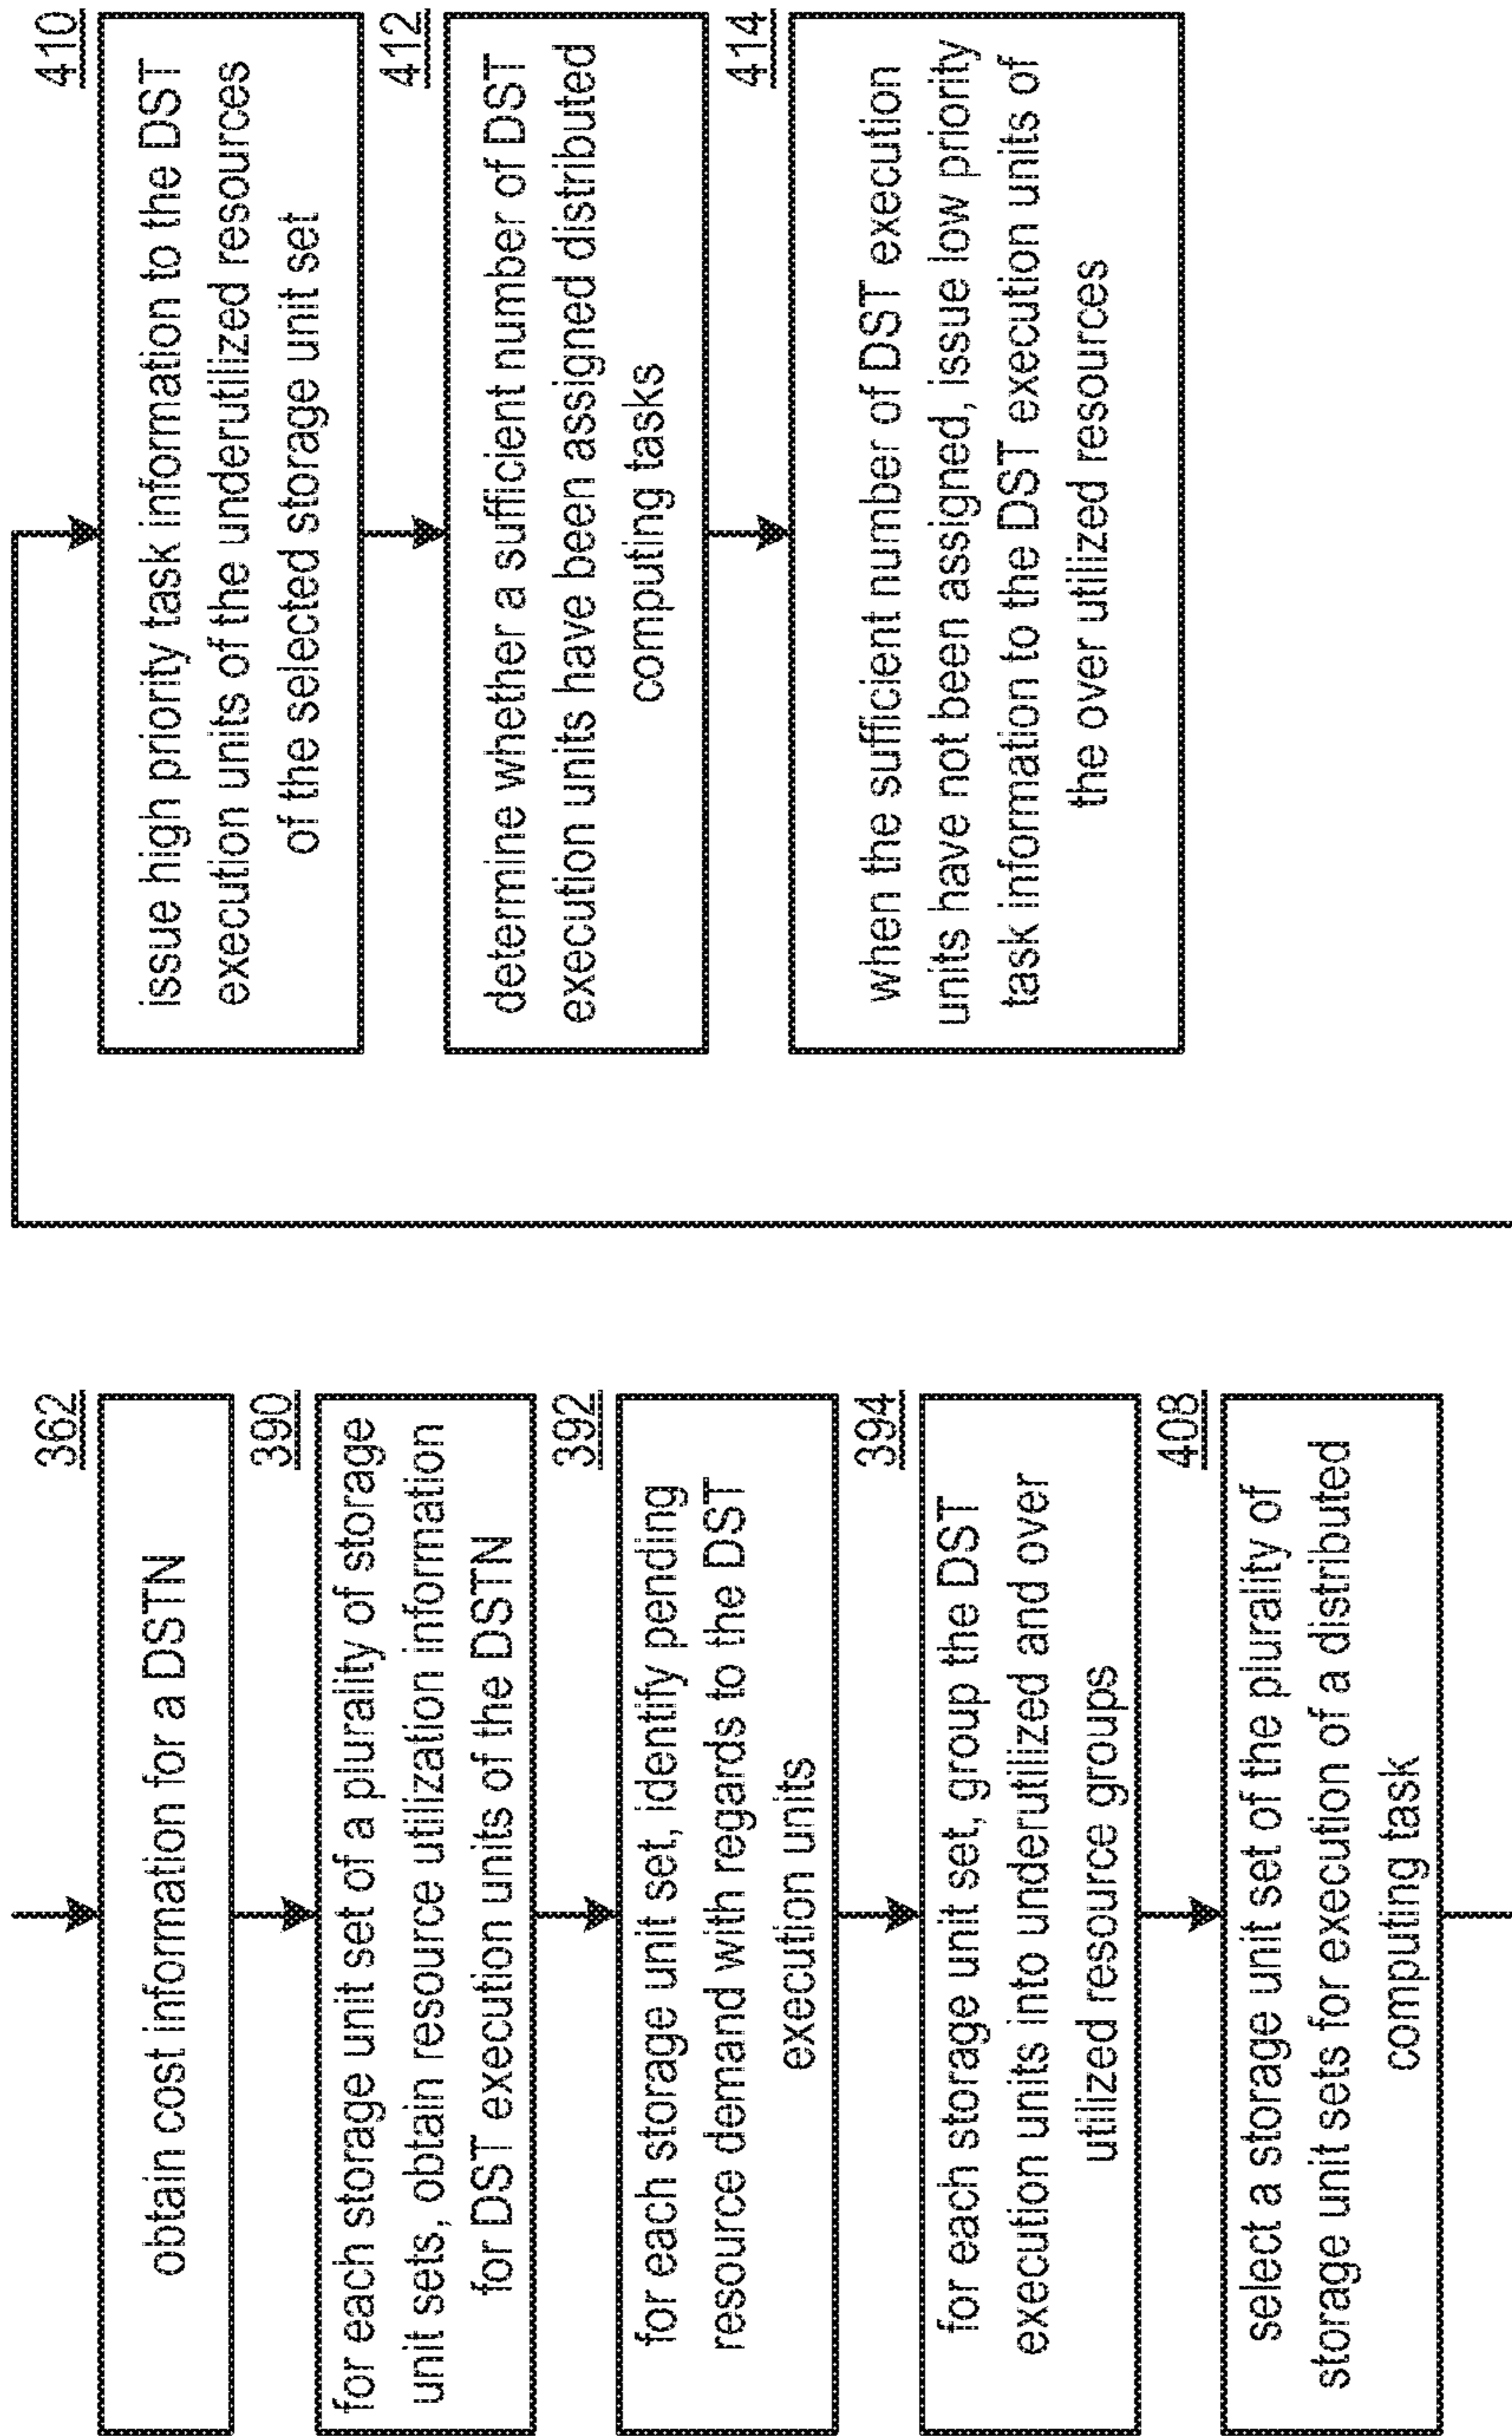 362
obtain cost information for a DSTN
390
for each storage unit set of a plurality of storage
unit sets, obtain resource utilization information
for DST execution units of the DSTN
392
for each storage unit set, identify pending
resource demand with regards to the DST
execution units
394
for each storage unit set, group the DST
execution units into underutilized and over
utilized resource groups
408
select a storage unit set of the plurality of
storage unit sets for execution of a distributed
computing task
410
issue high priority task information to the DST
execution units of the underutilized resources
of the selected storage unit set
412
determine whether a sufficient number of DST
execution units have been assigned distributed
computing tasks
414
when the sufficient number of DST execution
units have not been assigned, issue low priority
task information to the DST execution units of
the over utilized resources